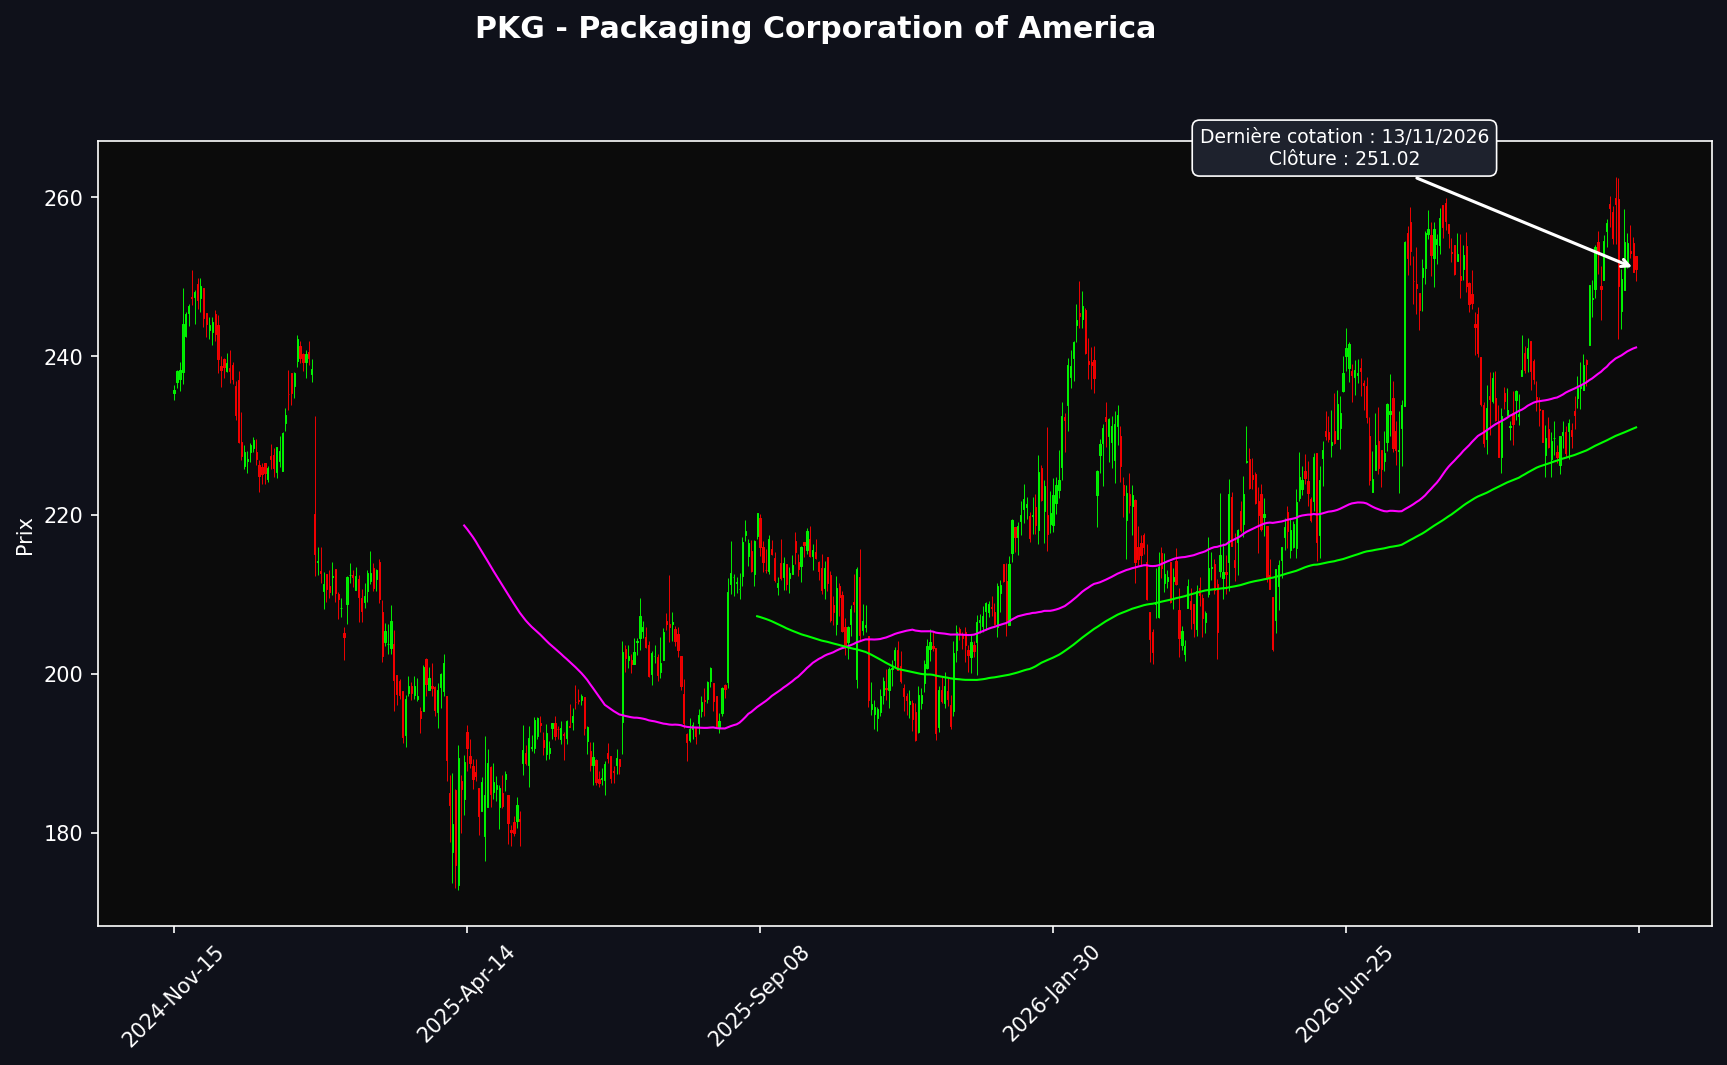 PKG - Packaging Corporation of America
Dernière cotation : 13/11/2026
Clôture : 251.02
260
240
220
200
180
Prix
2024-Nov-15
2025-Apr-14
2025-Sep-08
2026-Jan-30
2026-Jun-25